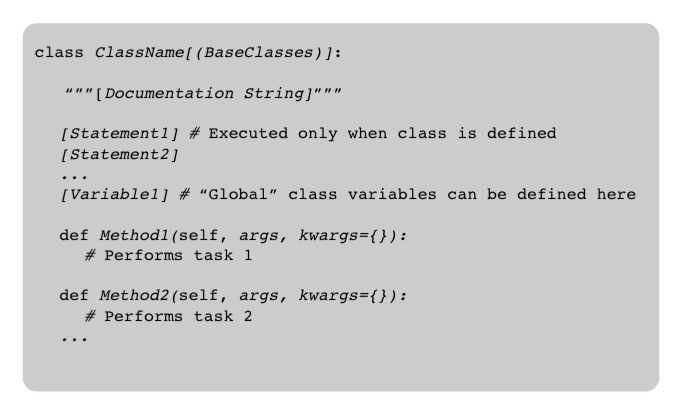 class ClassName[(BaseClasses)]:
“””[Documentation String]”””
[Statement1] # Executed only when class is defined
[Statement2]
...
[Variable1] # “Global” class variables can be defined here
def Method1(self, args, kwargs={}):
# Performs task 1
def Method2(self, args, kwargs={}):
# Performs task 2
...